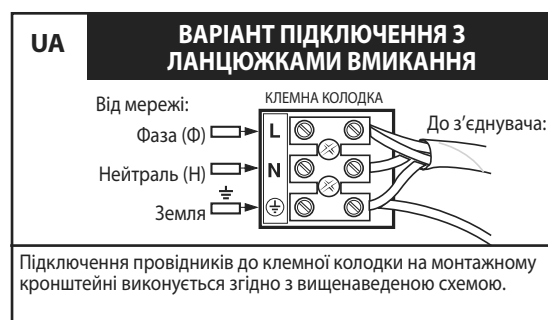 UA
ВАРІАНТ ПІДКЛЮЧЕННЯ З
ЛАНЦЮЖКАМИ ВМИКАННЯ
Від мережі:
КЛЕМНА КОЛОДКА
Фаза (Ф)
L
До з’єднувача:
Нейтраль (Н)
N
Земля
Підключення провідників до клемної колодки на монтажному
кронштейні виконується згідно з вищенаведеною схемою.